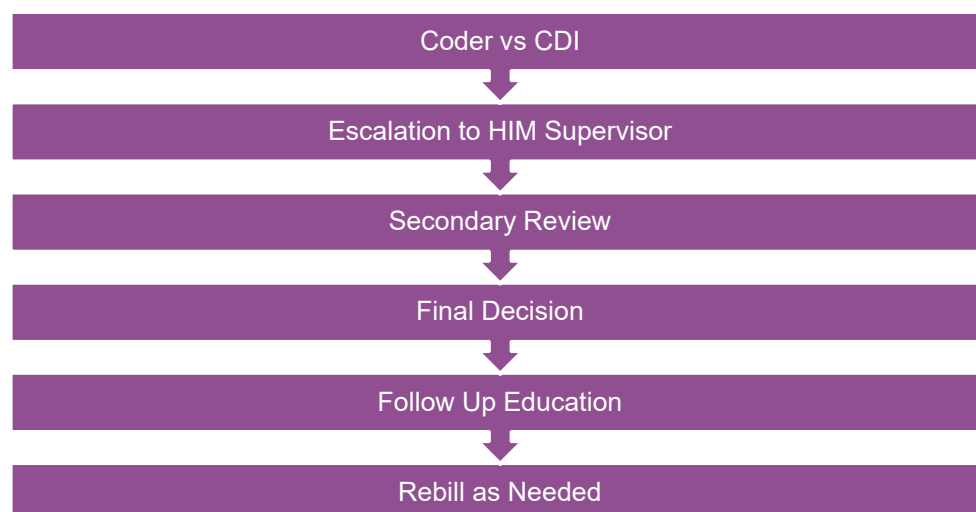 Coder vs CDI
Escalation to HIM Supervisor
Secondary Review
Final Decision
Follow Up Education
Rebill as Needed